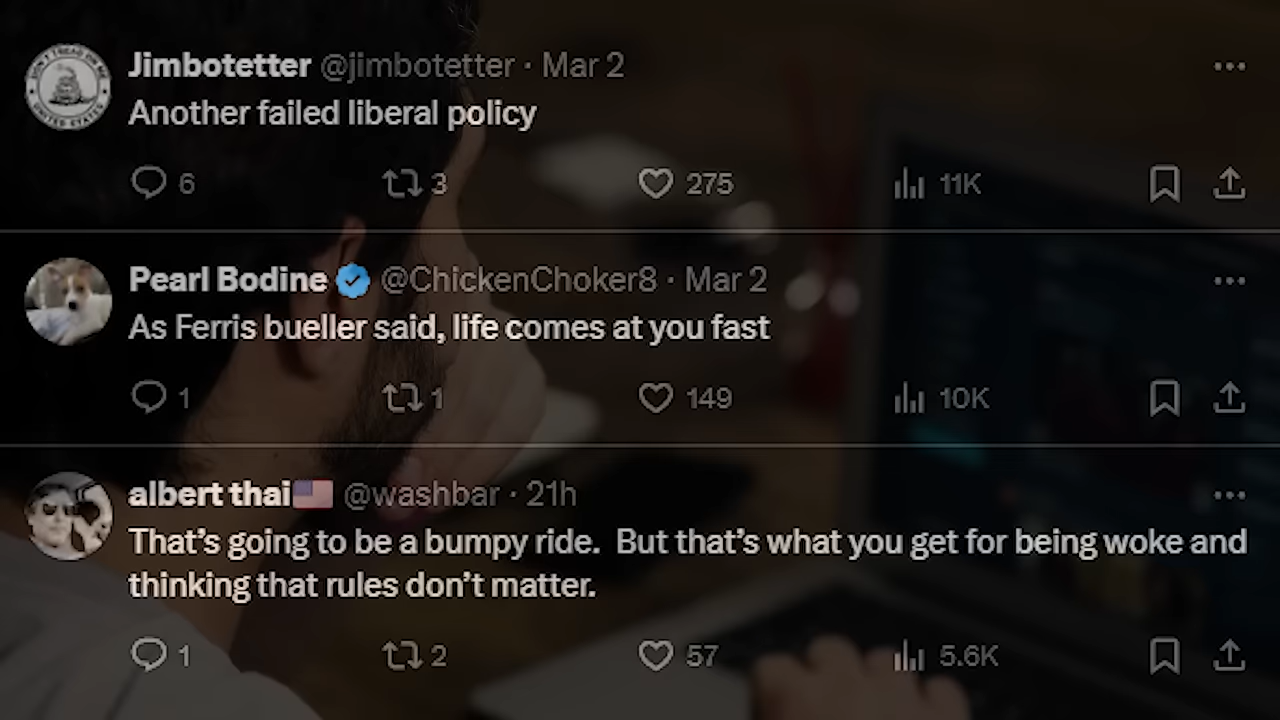 Jimbotetter @jimbotetter · Mar 2
Another failed liberal policy
6 3 275 11K
Pearl Bodine @ChickenChoker8 · Mar 2
As Ferris bueller said, life comes at you fast
1 1 149 10K
albert thai🇺🇸 @washbar · 21h
That's going to be a bumpy ride.  But that's what you get for being woke and
thinking that rules don't matter.
1 2 57 5.6K